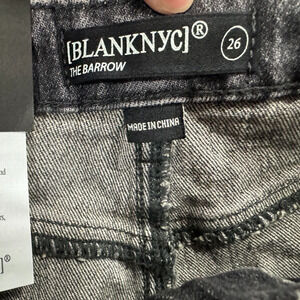 [BLANKNYC]®
26
THE BARROW
MADE IN CHINA
]®